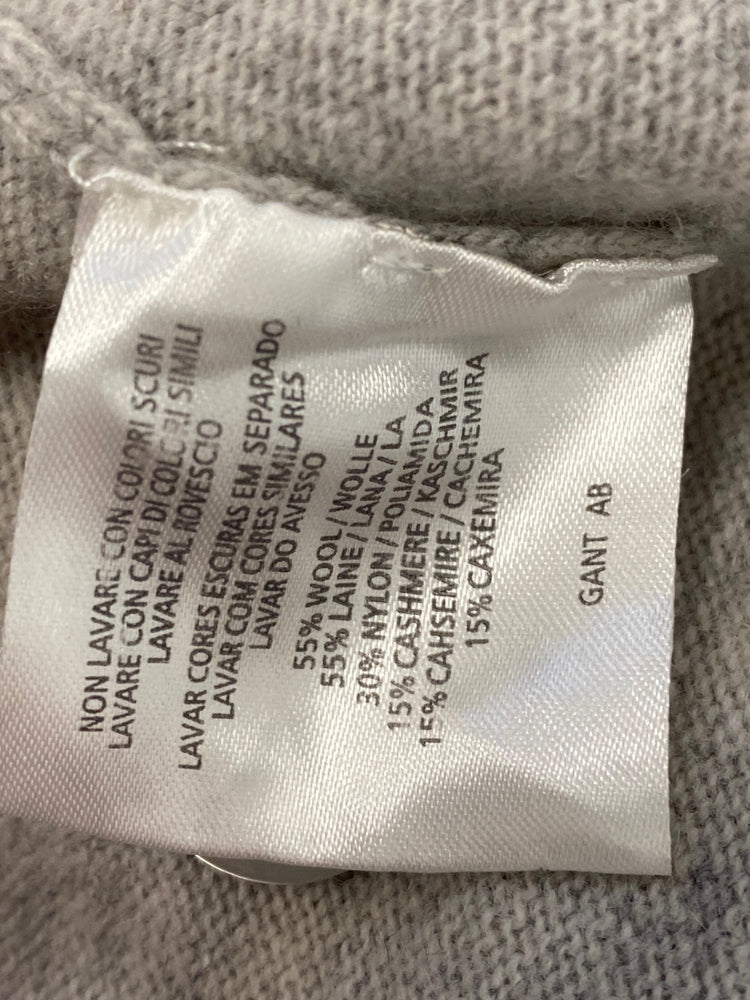 NON LAVARE CON COLORI SCURI
LAVARE CON CAPI DI COLORI SIMILI
LAVARE AL ROVESCIO
LAVAR CORES ESCURAS EM SEPARADO
LAVAR COM CORES SIMILARES
LAVAR DO AVESSO
55% WOOL / WOLLE
55% LAINE / LANA / LA
30% NYLON / POLIAMIDA
15% CASHMERE / KASCHMIR
15% CAHSEMIRE / CACHEMIRA
15% CAXEMIRA
GANT AB